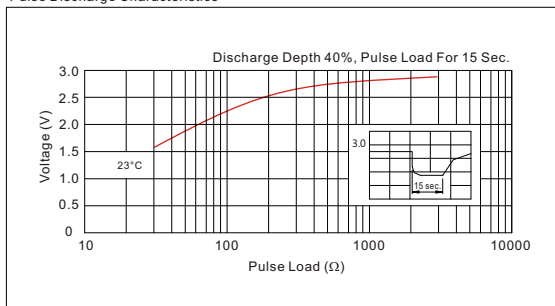 Pulse Discharge Characteristics
Discharge Depth 40%, Pulse Load For 15 Sec.
3.0
2.5
2.0
1.5
1.0
0.5
0
Voltage (V)
23°C
3.0
15 sec.
10
100
1000
10000
Pulse Load (Ω)